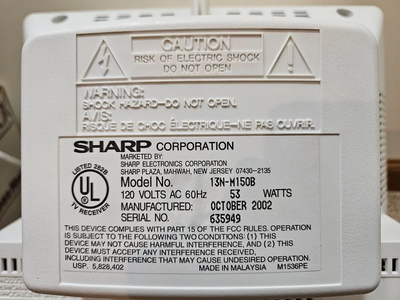 CAUTION
RISK OF ELECTRIC SHOCK
DO NOT OPEN
WARNING:
SHOCK HAZARD-DO NOT OPEN.
AVIS:
RISQUE DE CHOC ÉLECTRIQUE-NE PAS OUVRIR.
SHARP CORPORATION
MARKETED BY:
SHARP ELECTRONICS CORPORATION
SHARP PLAZA, MAHWAH, NEW JERSEY 07430-2135
LISTED 282B
UL
®
TV RECEIVER
Model No. 13N-M150B
120 VOLTS AC 60Hz 53 WATTS
MANUFACTURED: OCTOBER 2002
SERIAL NO. 635949
THIS DEVICE COMPLIES WITH PART 15 OF THE FCC RULES. OPERATION
IS SUBJECT TO THE FOLLOWING TWO CONDITIONS: (1) THIS
DEVICE MAY NOT CAUSE HARMFUL INTERFERENCE, AND (2) THIS
DEVICE MUST ACCEPT ANY INTERFERENCE RECEIVED,
INCLUDING INTERFERENCE THAT MAY CAUSE UNDESIRED OPERATION.
USP. 5,828,402 MADE IN MALAYSIA M1536PE